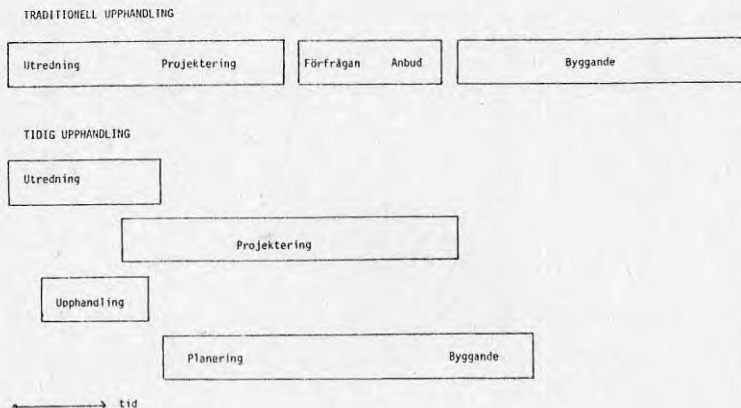 TRADITIONELL UPPHANDLING
Utredning Projektering Förfrågan Anbud Byggande
TIDIG UPPHANDLING
Utredning
Projektering
Upphandling
Planering Byggande
tid